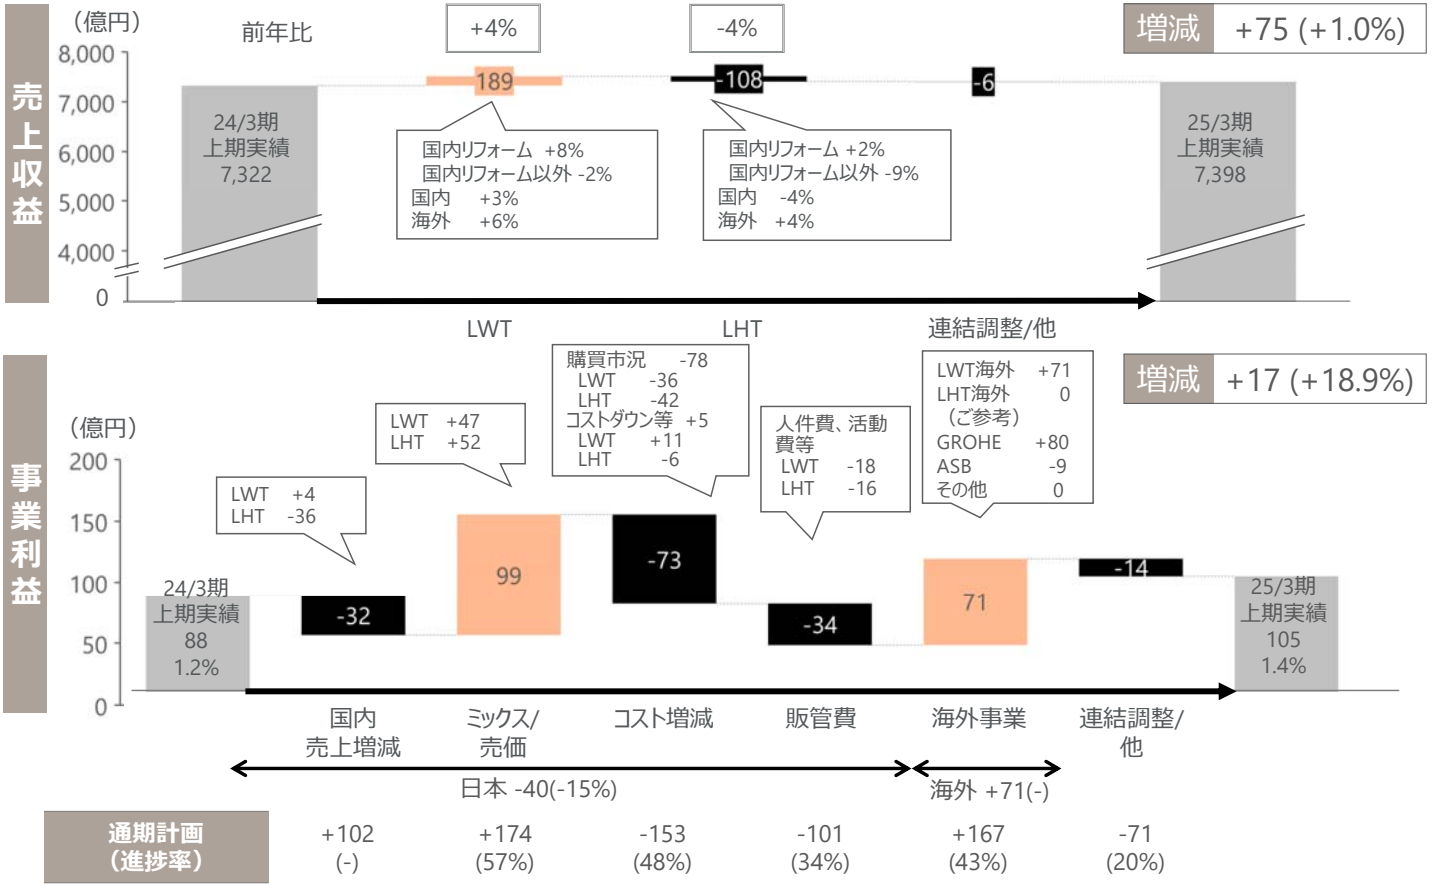 売上収益
（億円）
前年比
+4%
-4%
増減 +75 (+1.0%)
8,000
7,000
6,000
5,000
4,000
0
24/3期
上期実績
7,322
189
-108
-6
国内リフォーム +8%
国内リフォーム以外 -2%
国内 +3%
海外 +6%
国内リフォーム +2%
国内リフォーム以外 -9%
国内 -4%
海外 +4%
25/3期
上期実績
7,398
LWT
LHT
連結調整/他
事業利益
（億円）
増減 +17 (+18.9%)
200
150
100
50
0
24/3期
上期実績
88
1.2%
LWT +4
LHT -36
-32
LWT +47
LHT +52
99
購買市況 -78
LWT -36
LHT -42
コストダウン等 +5
LWT +11
LHT -6
-73
人件費、活動
費等
LWT -18
LHT -16
-34
LWT海外 +71
LHT海外 0
（ご参考）
GROHE +80
ASB -9
その他 0
71
-14
25/3期
上期実績
105
1.4%
国内
売上増減
ミックス/
売価
コスト増減
販管費
海外事業
連結調整/
他
日本 -40(-15%)
海外 +71(-)
通期計画
（進捗率）
+102 +174 -153 -101 +167 -71
(-) (57%) (48%) (34%) (43%) (20%)